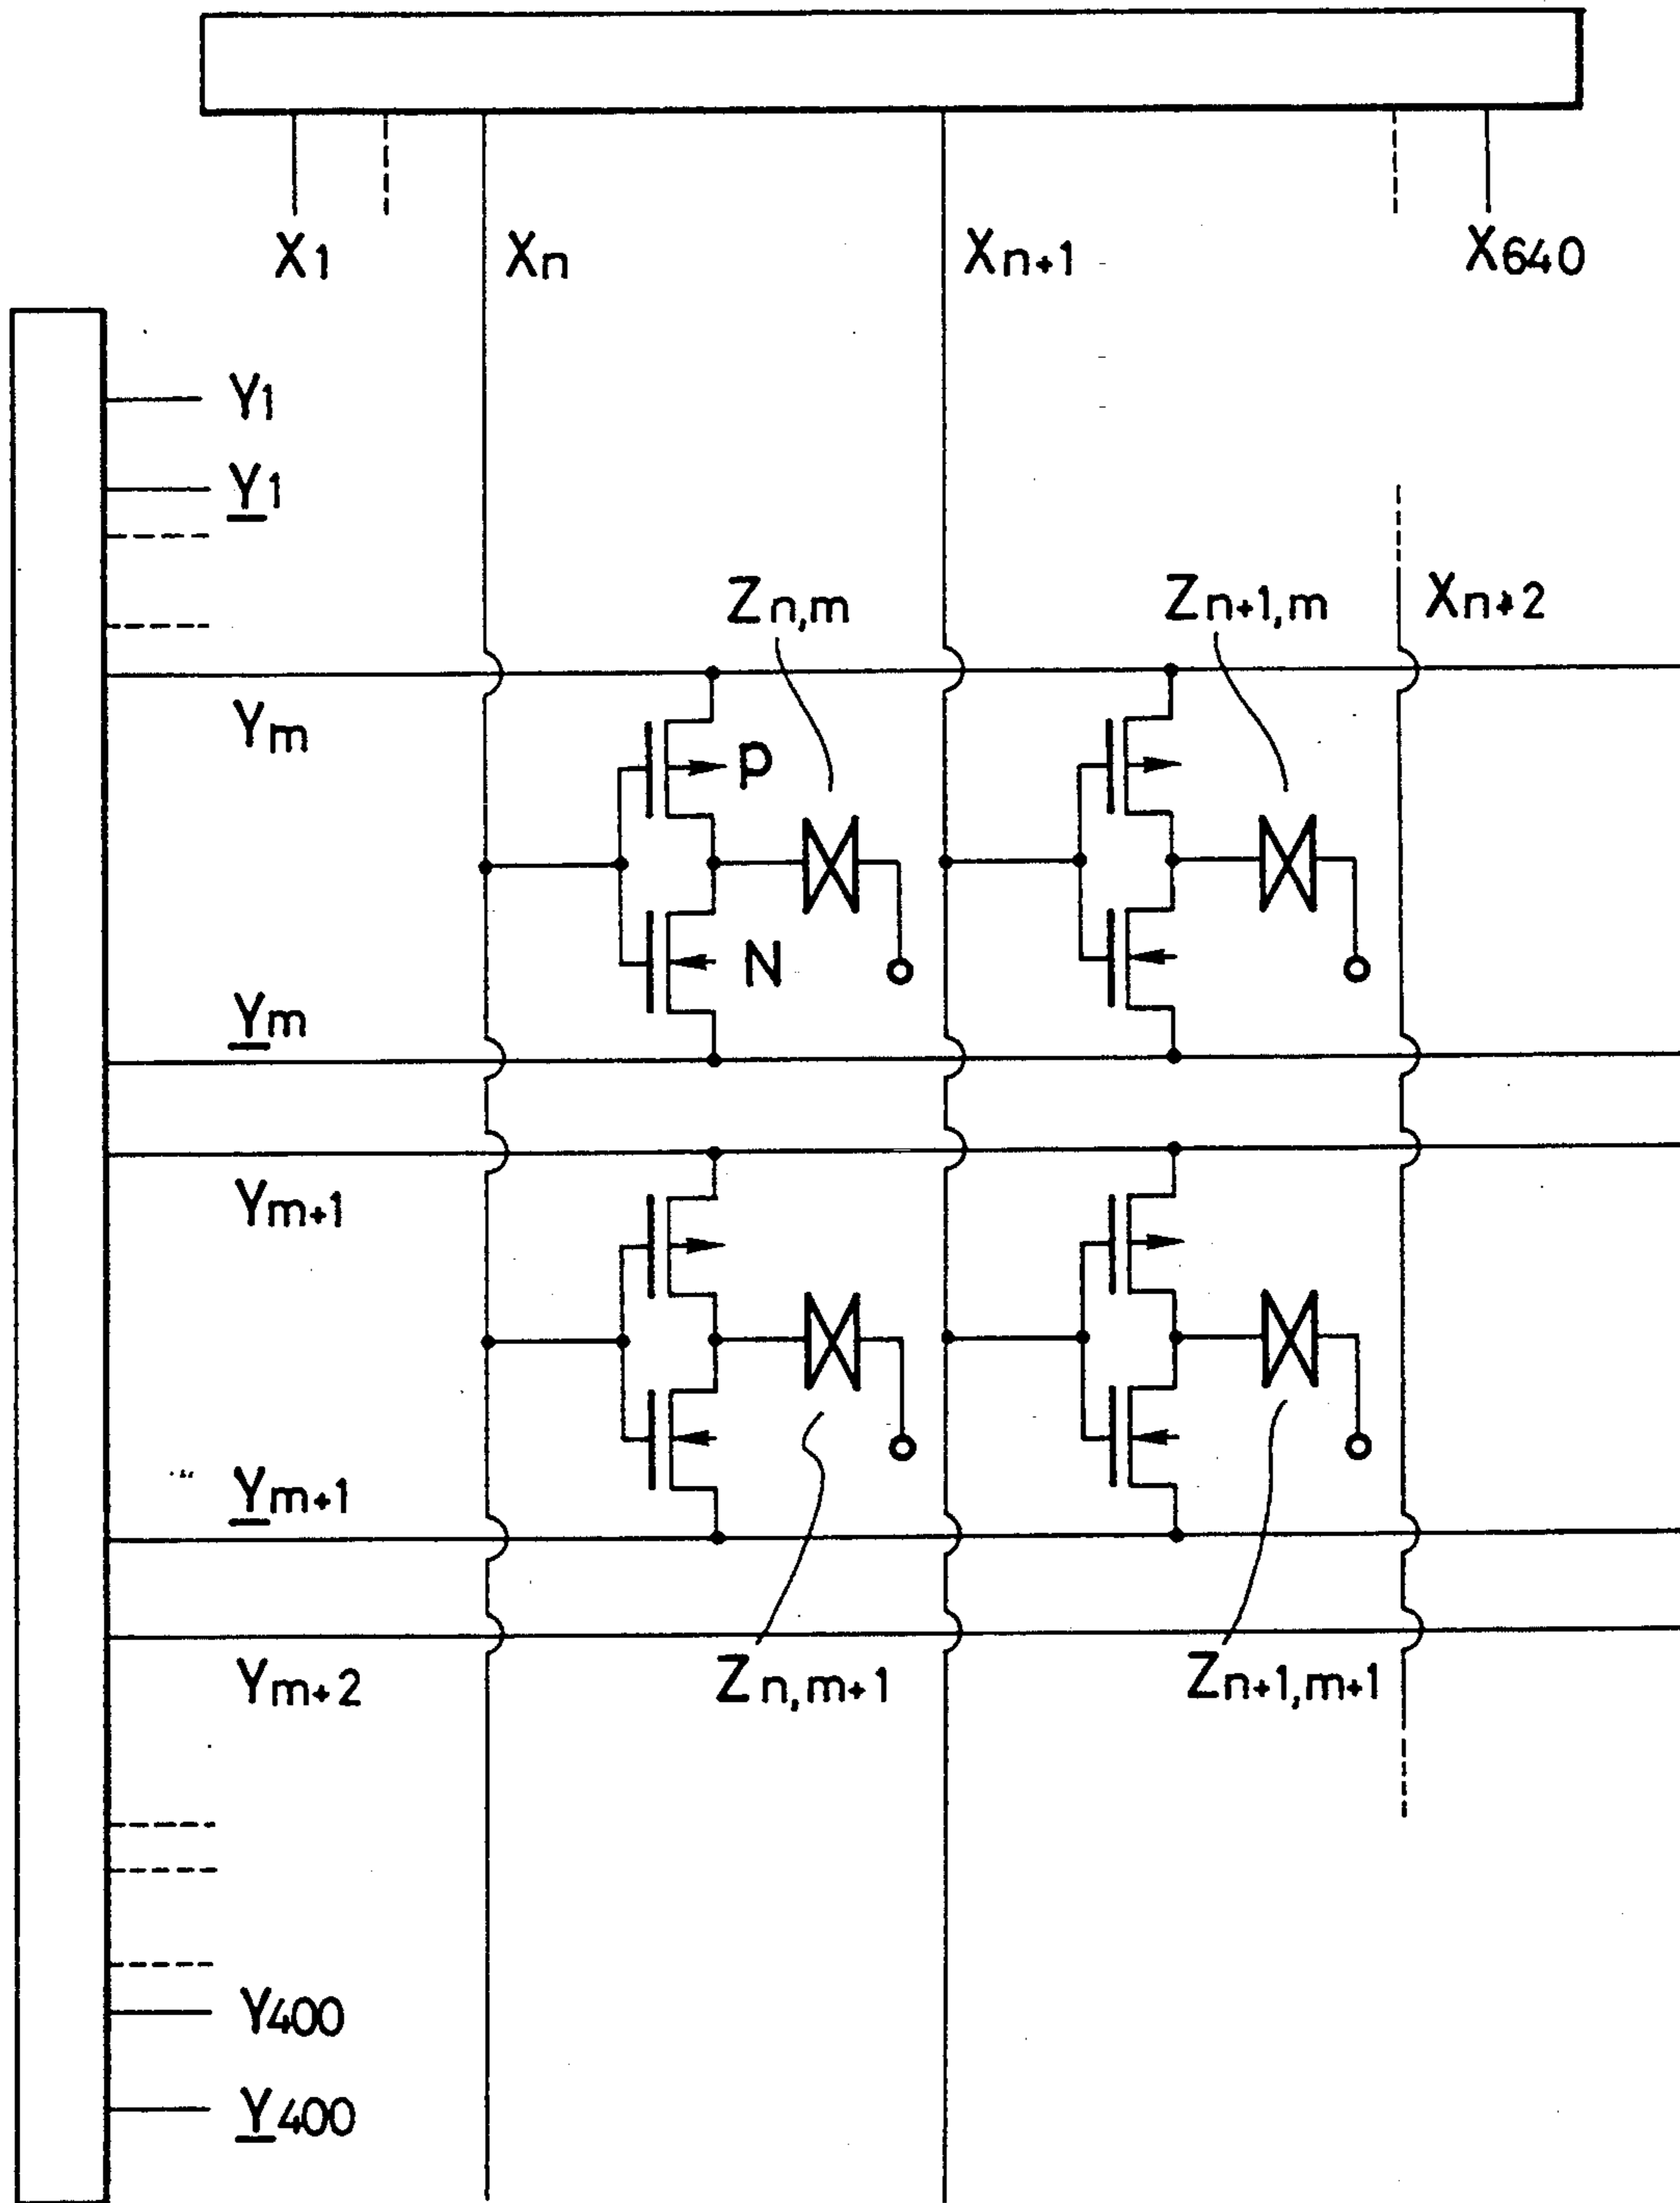 X1 Xn Xn+1 X640
Y1
Y1
Zn,m Zn+1,m Xn+2
Ym P
N
Ym
Ym+1
Ym+1
Ym+2 Zn,m+1 Zn+1,m+1
Y400
Y400